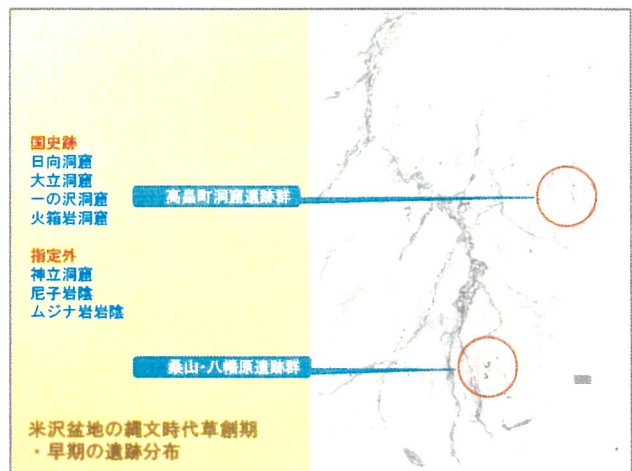 国史跡
日向洞窟
大立洞窟
一の沢洞窟
火箱岩洞窟
高畠町洞窟遺跡群
指定外
神立洞窟
尼子岩陰
ムジナ岩岩陰
桑山・八幡原遺跡群
米沢盆地の縄文時代草創期
・早期の遺跡分布